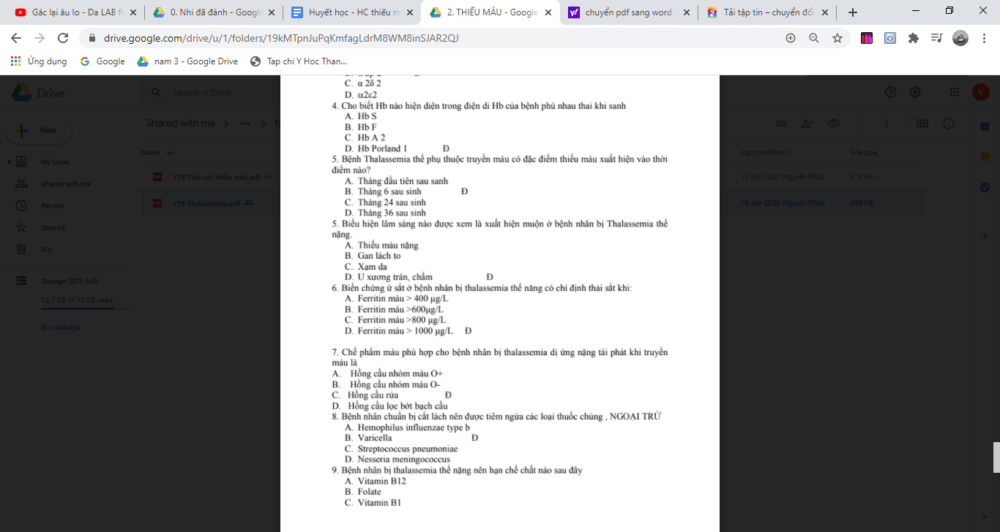 Gác lại âu lo - Da LAB f
0. Nhi đã đánh - Google
Huyết học - HC thiếu m
2. THIẾU MÁU - Google
chuyển pdf sang word -
Tải tập tin – chuyển đổi
drive.google.com/drive/u/1/folders/19kMTpnJuPqKmfagLdrM8WM8inSJAR2QJ
Ứng dụng
Google
nam 3 - Google Drive
Tap chi Y Hoc Than...
Drive
Search in Drive
New
Shared with me
Name
Last modified
File size
My Drive
Shared with me
Recent
Starred
Bin
Storage (80% full)
12.1 GB of 15 GB used
Buy storage
Y19 Tiếp cận thiếu máu.pdf
18 Jan 2020 Nguyên Phúc
378 KB
Y19 Thalassemia.pdf
18 Jan 2020 Nguyên Phúc
686 KB
Y
C. α 2δ 2
D. α2ε2
4. Cho biết Hb nào hiện diện trong điện di Hb của bệnh phù nhau thai khi sanh
A. Hb S
B. Hb F
C. Hb A 2
D. Hb Porland 1 Đ
5. Bệnh Thalassemia thể phụ thuộc truyền máu có đặc điểm thiếu máu xuất hiện vào thời
điểm nào?
A. Tháng đầu tiên sau sanh
B. Tháng 6 sau sinh Đ
C. Tháng 24 sau sinh
D. Tháng 36 sau sinh
5. Biểu hiện lâm sàng nào được xem là xuất hiện muộn ở bệnh nhân bị Thalassemia thể
nặng.
A. Thiếu máu nặng
B. Gan lách to
C. Xạm da
D. U xương trán, chẩm Đ
6. Biến chứng ứ sắt ở bệnh nhân bị thalassemia thể năng có chỉ định thải sắt khi:
A. Ferritin máu > 400 µg/L
B. Ferritin máu >600µg/L
C. Ferritin máu >800 µg/L
D. Ferritin máu > 1000 µg/L Đ
7. Chế phẩm máu phù hợp cho bệnh nhân bị thalassemia dị ứng nặng tái phát khi truyền
máu là
A. Hồng cầu nhóm máu O+
B. Hồng cầu nhóm máu O-
C. Hồng cầu rửa Đ
D. Hồng cầu lọc bớt bạch cầu
8. Bệnh nhân chuẩn bị cắt lách nên được tiêm ngừa các loại thuốc chủng , NGOẠI TRỪ
A. Hemophilus influenzae type b
B. Varicella Đ
C. Streptococcus pneumoniae
D. Nesseria meningococcus
9. Bệnh nhân bị thalassemia thể nặng nên hạn chế chất nào sau đây
A. Vitamin B12
B. Folate
C. Vitamin B1